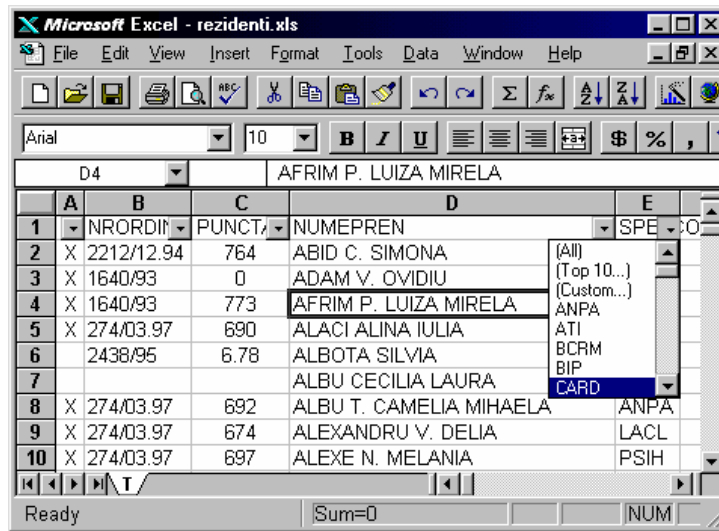 Microsoft Excel - rezidenti.xls
File Edit View Insert Format Tools Data Window Help
ABC Σ f× A Z Z A
Arial 10 B I U a $ % ,
D4 AFRIM P. LUIZA MIRELA
A B C D E
1 NRORDIN PUNCTA NUMEPREN SPE CO
2 X 2212/12.94 764 ABID C. SIMONA (All)
3 X 1640/93 0 ADAM V. OVIDIU (Top 10...)
(Custom...)
4 X 1640/93 773 AFRIM P. LUIZA MIRELA ANPA
5 X 274/03.97 690 ALACI ALINA IULIA ATI
6 2438/95 6.78 ALBOTA SILVIA BCRM
BIP
7 ALBU CECILIA LAURA CARD
8 X 274/03.97 692 ALBU T. CAMELIA MIHAELA ANPA
9 X 274/03.97 674 ALEXANDRU V. DELIA LACL
10 X 274/03.97 697 ALEXE N. MELANIA PSIH
T
Ready Sum=0 NUM